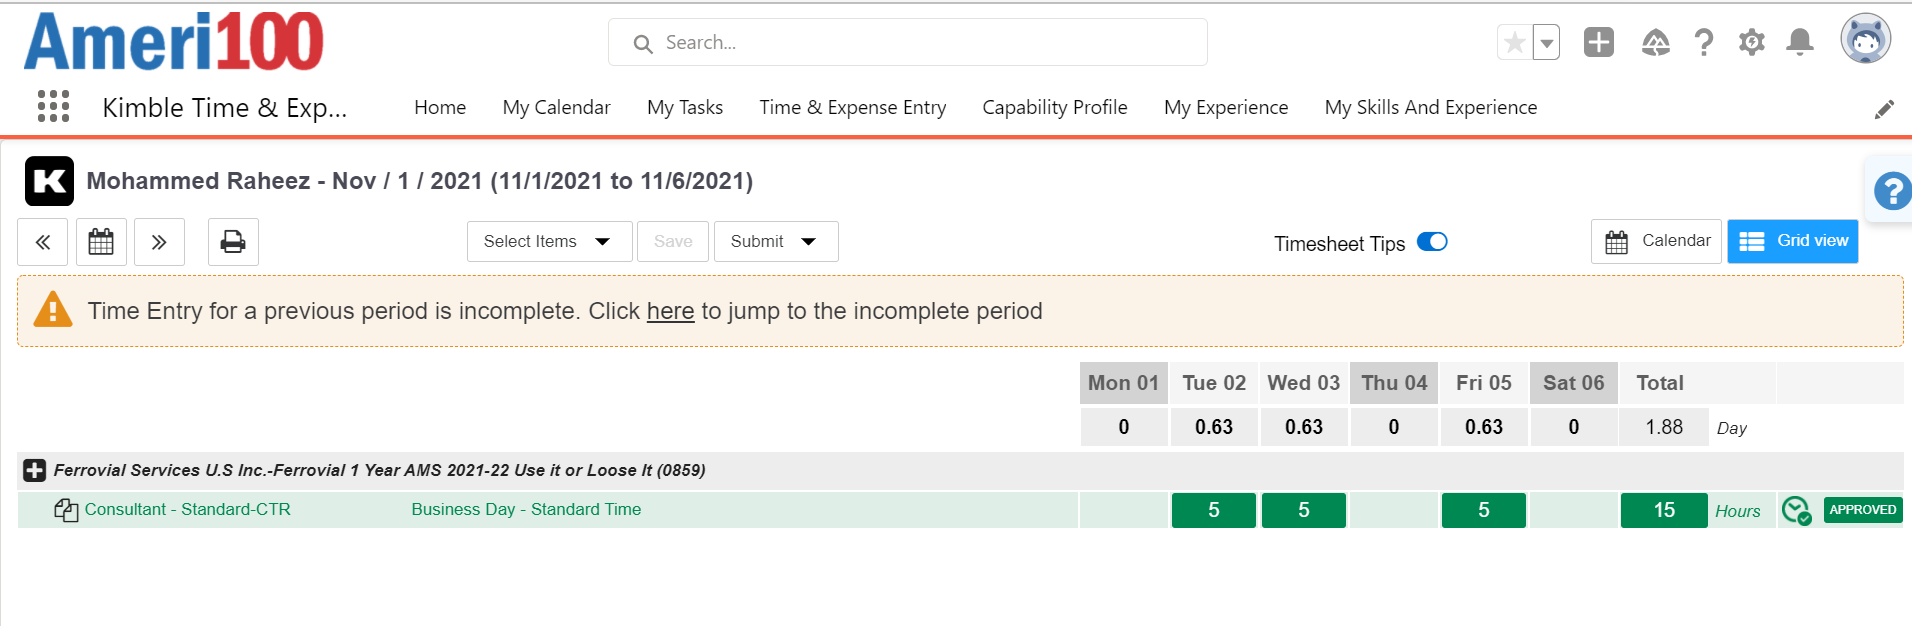 Ameri100
Search...
Kimble Time & Exp... Home My Calendar My Tasks Time & Expense Entry Capability Profile My Experience My Skills And Experience
K Mohammed Raheez - Nov / 1 / 2021 (11/1/2021 to 11/6/2021)
Select Items Save Submit Timesheet Tips Calendar Grid view
Time Entry for a previous period is incomplete. Click here to jump to the incomplete period
Mon 01 Tue 02 Wed 03 Thu 04 Fri 05 Sat 06 Total
0 0.63 0.63 0 0.63 0 1.88 Day
Ferrovial Services U.S Inc.-Ferrovial 1 Year AMS 2021-22 Use it or Loose It (0859)
Consultant - Standard-CTR Business Day - Standard Time 5 5 5 15 Hours APPROVED